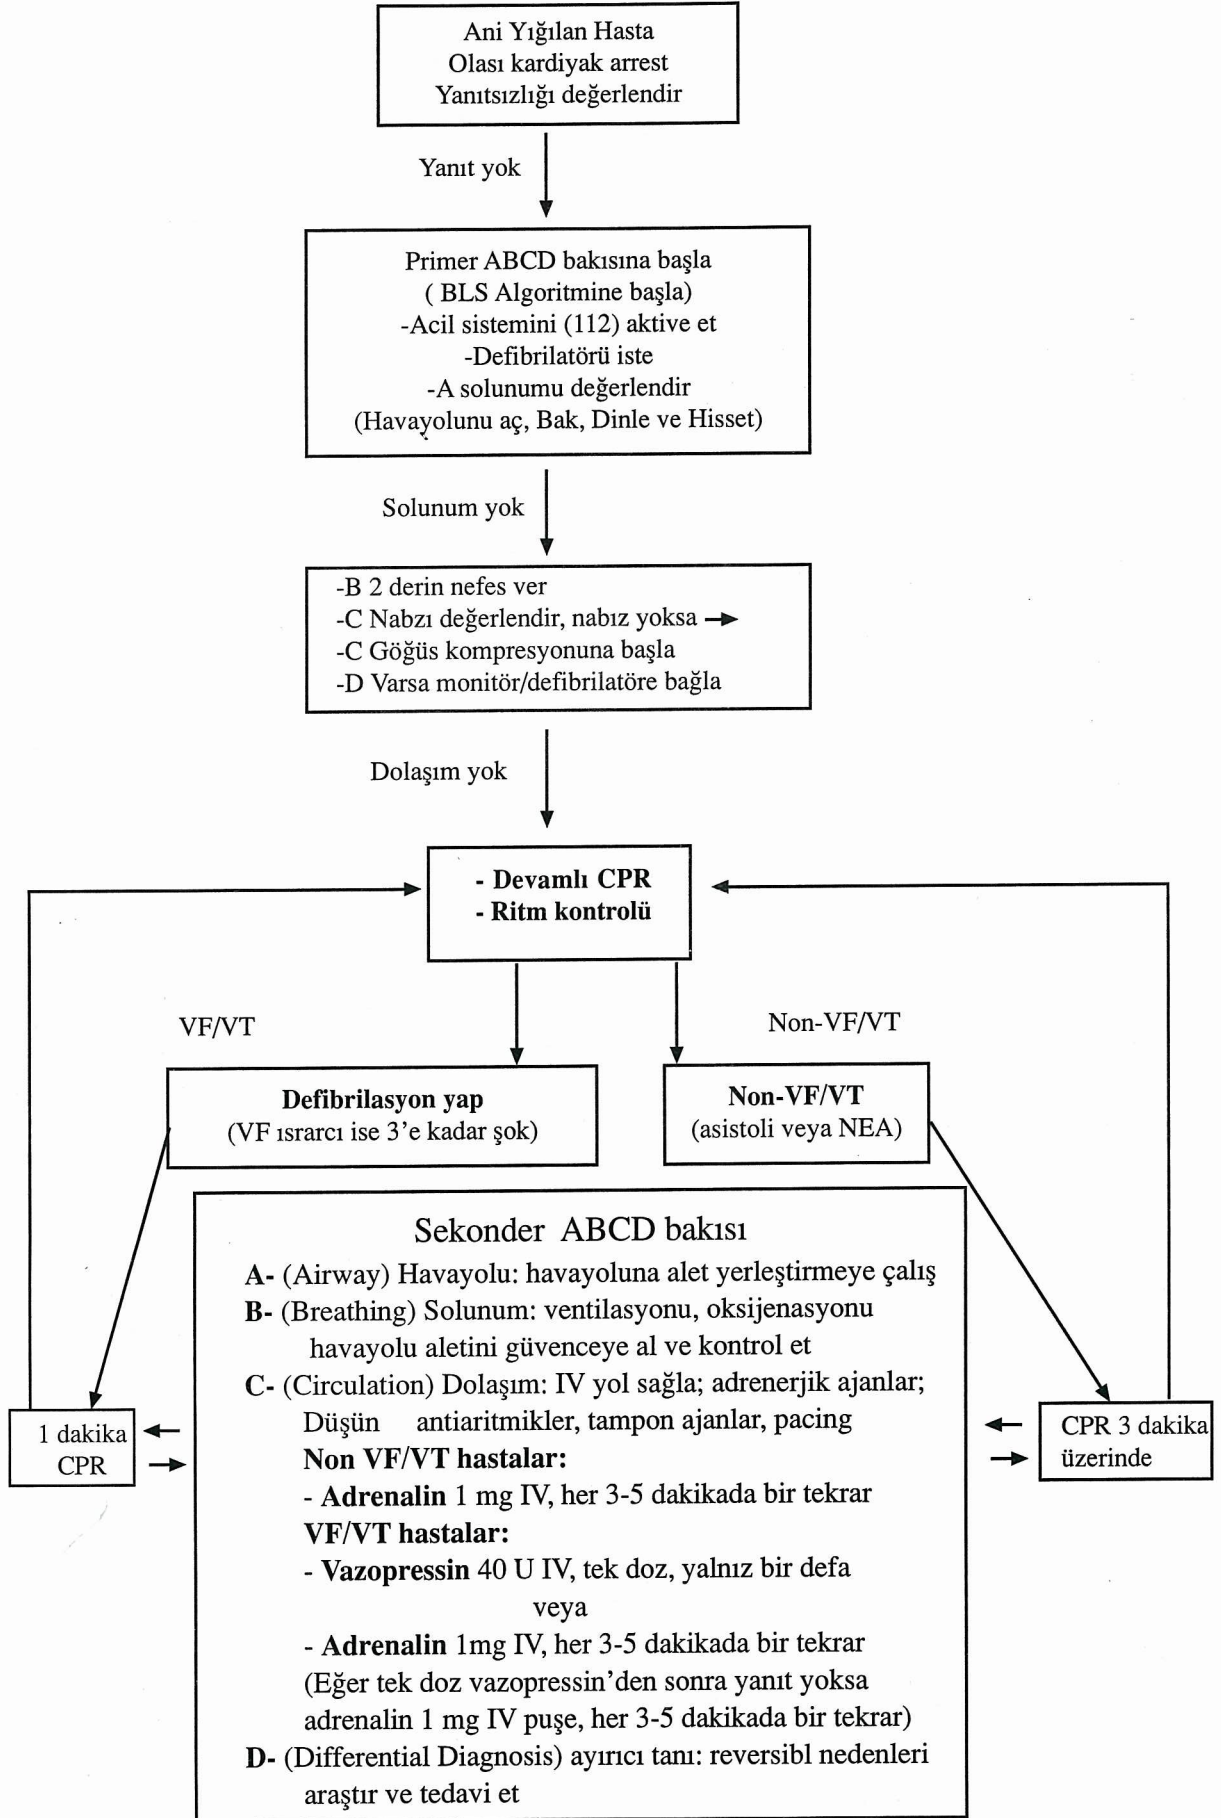 Ani Yığılan Hasta
Olası kardiyak arrest
Yanıtsızlığı değerlendir
Yanıt yok
Primer ABCD bakısına başla
( BLS Algoritmine başla)
-Acil sistemini (112) aktive et
-Defibrilatörü iste
-A solunumu değerlendir
(Havayolunu aç, Bak, Dinle ve Hisset)
Solunum yok
-B 2 derin nefes ver
-C Nabzı değerlendir, nabız yoksa →
-C Göğüs kompresyonuna başla
-D Varsa monitör/defibrilatöre bağla
Dolaşım yok
- Devamlı CPR
- Ritm kontrolü
VF/VT
Non-VF/VT
Defibrilasyon yap
(VF ısrarcı ise 3'e kadar şok)
Non-VF/VT
(asistoli veya NEA)
Sekonder ABCD bakısı
A- (Airway) Havayolu: havayoluna alet yerleştirmeye çalış
B- (Breathing) Solunum: ventilasyonu, oksijenasyonu
havayolu aletini güvenceye al ve kontrol et
C- (Circulation) Dolaşım: IV yol sağla; adrenerjik ajanlar;
Düşün antiaritmikler, tampon ajanlar, pacing
Non VF/VT hastalar:
- Adrenalin 1 mg IV, her 3-5 dakikada bir tekrar
VF/VT hastalar:
- Vazopressin 40 U IV, tek doz, yalnız bir defa
veya
- Adrenalin 1mg IV, her 3-5 dakikada bir tekrar
(Eğer tek doz vazopressin'den sonra yanıt yoksa
adrenalin 1 mg IV puşe, her 3-5 dakikada bir tekrar)
D- (Differential Diagnosis) ayırıcı tanı: reversibl nedenleri
araştır ve tedavi et
1 dakika
CPR
CPR 3 dakika
üzerinde